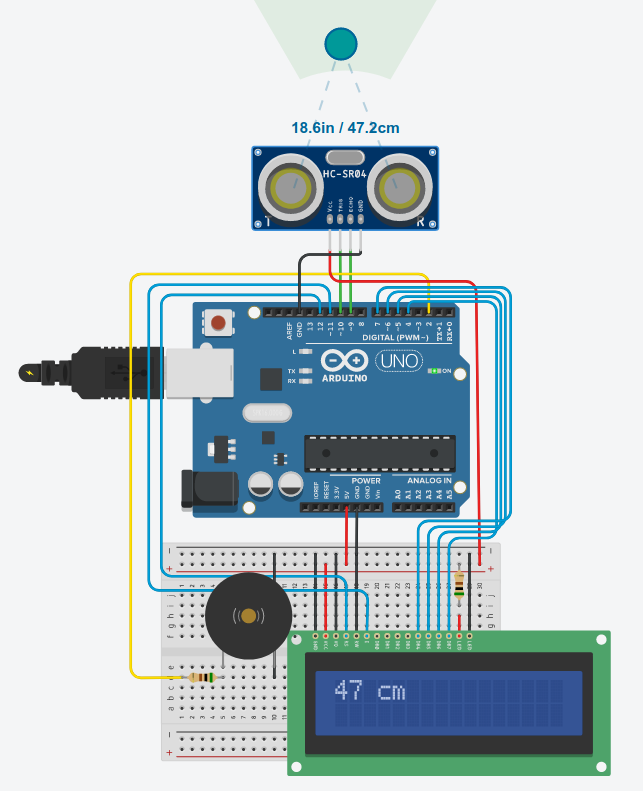 18.6in / 47.2cm
HC-SR04
T
R
VCC
TRIG
ECHO
GND
AREF
GND
13
12
~11
~10
~9
8
7
~6
~5
4
~3
2
TX→1
RX←0
DIGITAL (PWM~)
L
TX
RX
ARDUINO
UNO
ON
POWER
ANALOG IN
IOREF
RESET
3.3V
5V
GND
GND
Vin
A0
A1
A2
A3
A4
A5
47 cm